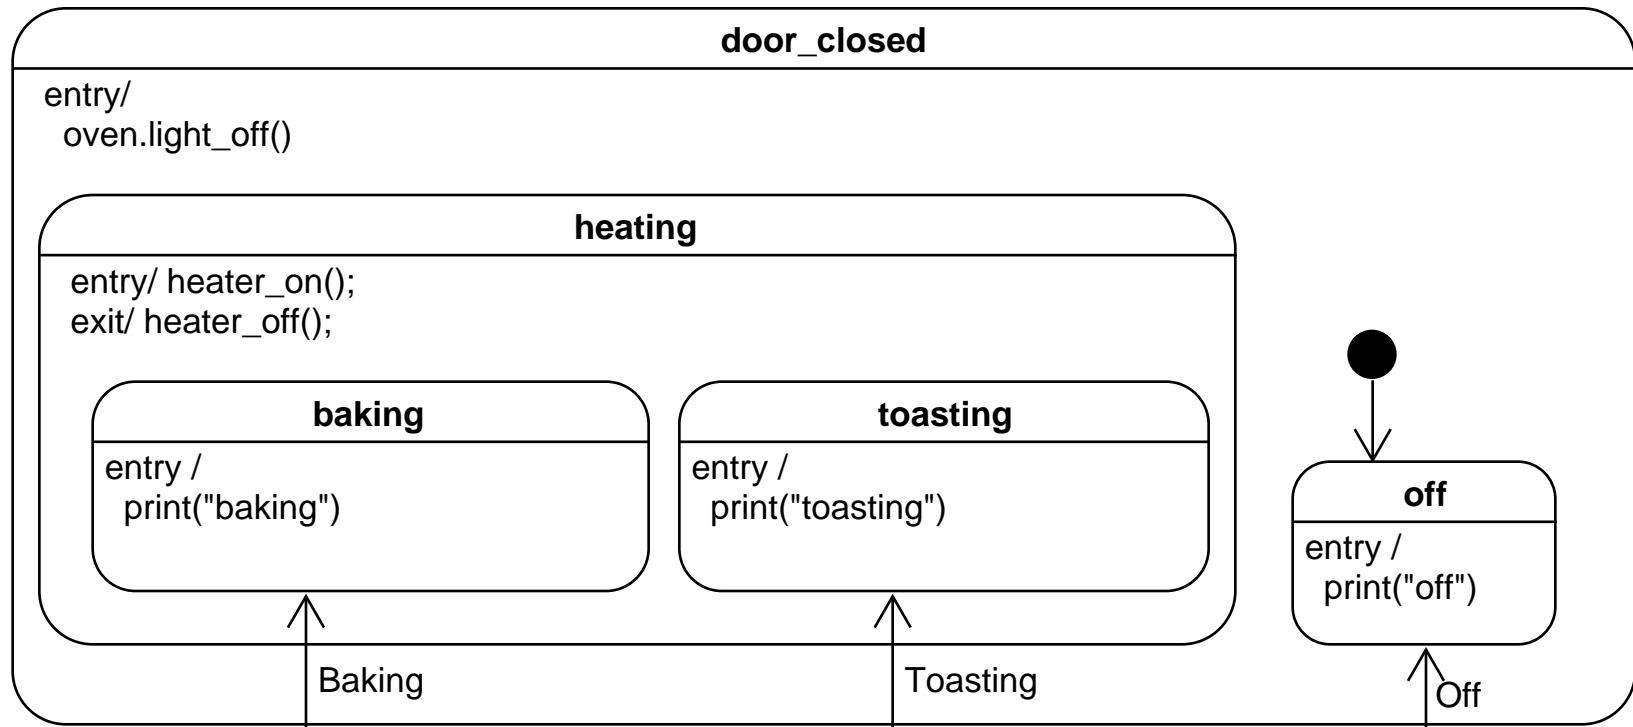 door_closed
entry/
oven.light_off()
heating
entry/ heater_on();
exit/ heater_off();
baking
entry /
print("baking")
toasting
entry /
print("toasting")
off
entry /
print("off")
Baking
Toasting
Off